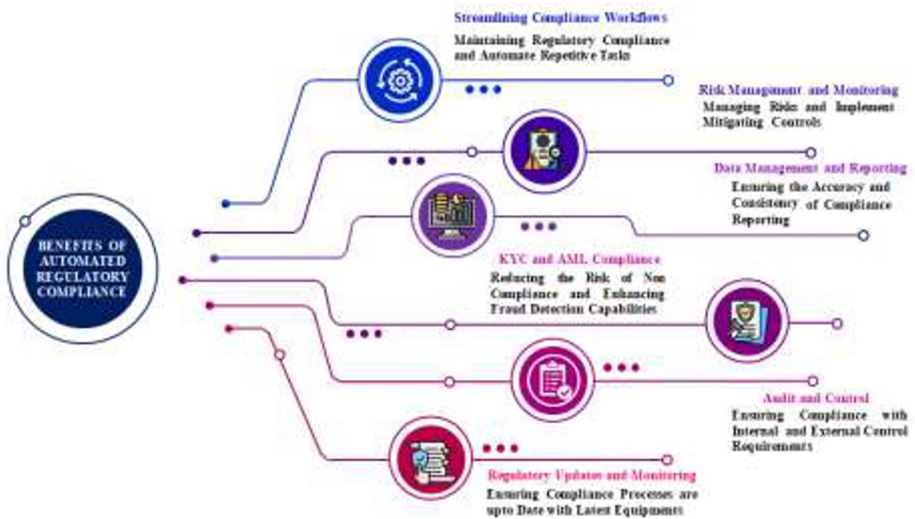 Streamlining Compliance Workflows
Maintaining Regulatory Compliance
and Automate Repetitive Tasks
Risk Management and Monitoring
Managing Risks and Implement
Mitigating Controls
Data Management and Reporting
Ensuring the Accuracy and
Consistency of Compliance
Reporting
BENEFITS OF
AUTOMATED
REGULATORY
COMPLIANCE
KYC and AML Compliance
Reducing the Risk of Non
Compliance and Enhancing
Fraud Detection Capabilities
Audit and Control
Ensuring Compliance with
Internal and External Control
Requirements
Regulatory Updates and Monitoring
Ensuring Compliance Processes are
upto Date with Latest Equipments